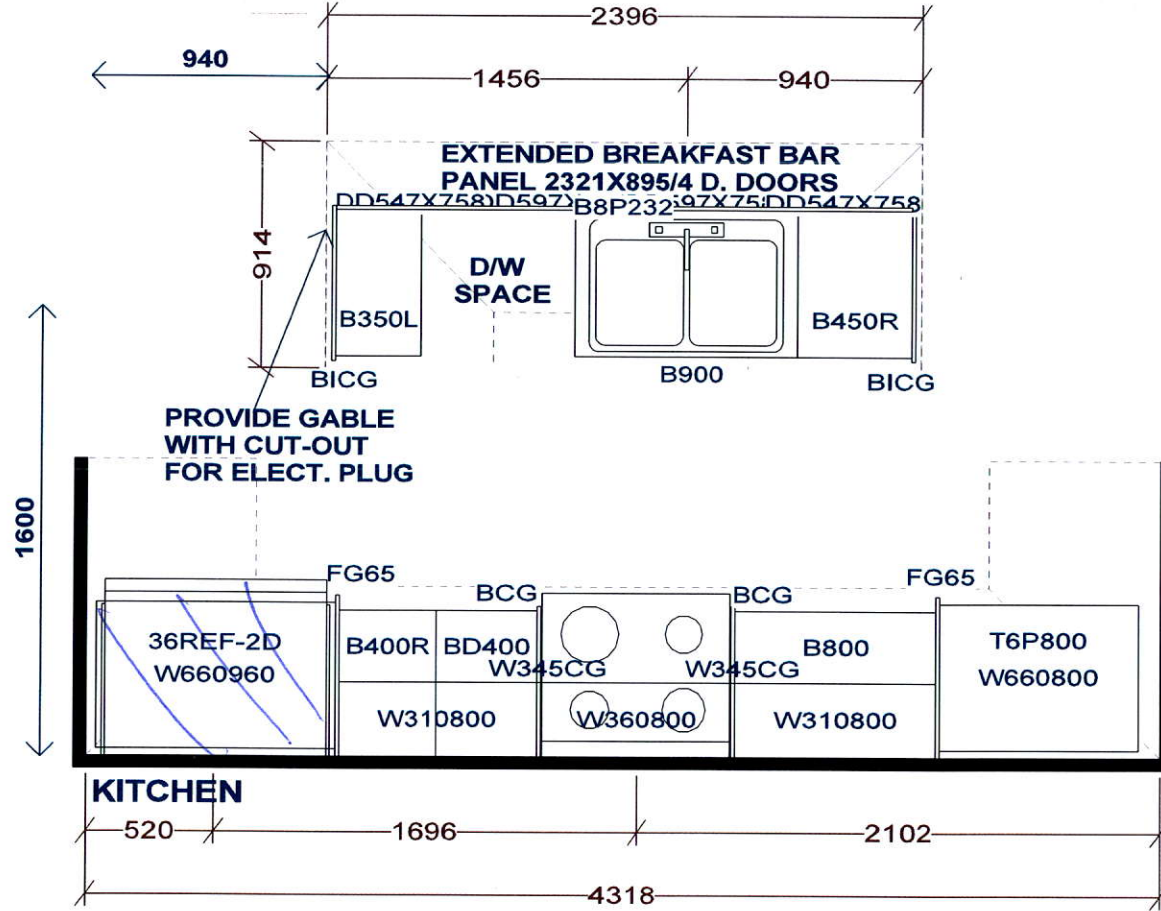 2396
940
1456
940
EXTENDED BREAKFAST BAR
PANEL 2321X895/4 D. DOORS
DD547X758
B8P232
DD547X758
914
D/W
SPACE
B350L
B450R
B900
BICG
BICG
PROVIDE GABLE
WITH CUT-OUT
FOR ELECT. PLUG
1600
FG65
BCG
BCG
FG65
36REF-2D
W660960
B400R
BD400
B800
T6P800
W660800
W345CG
W345CG
W310800
W360800
W310800
KITCHEN
520
1696
2102
4318